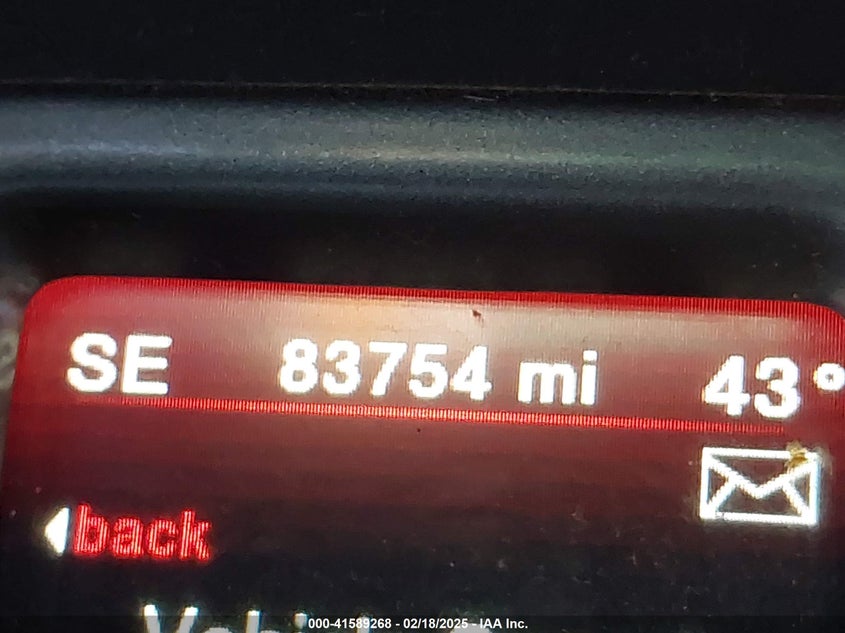 SE 83754 mi 43°
back
000-41589268 - 02/18/2025 - IAA Inc.